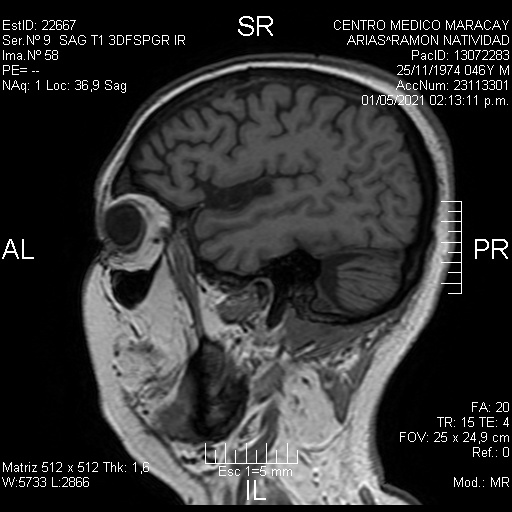 EstID: 22667
Ser.Nº 9 SAG T1 3DFSPGR IR
Ima.Nº 58
PE= --
NAq: 1 Loc: 36,9 Sag
SR
CENTRO MEDICO MARACAY
ARIAS^RAMON NATIVIDAD
PacID: 13072283
25/11/1974 046Y M
AccNum: 23113301
01/05/2021 02:13:11 p.m.
AL
PR
FA: 20
TR: 15 TE: 4
FOV: 25 x 24,9 cm
Ref.: 0
Matriz 512 x 512 Thk: 1,6
W:5733 L:2866
Esc 1=5 mm
IL
Mod.: MR